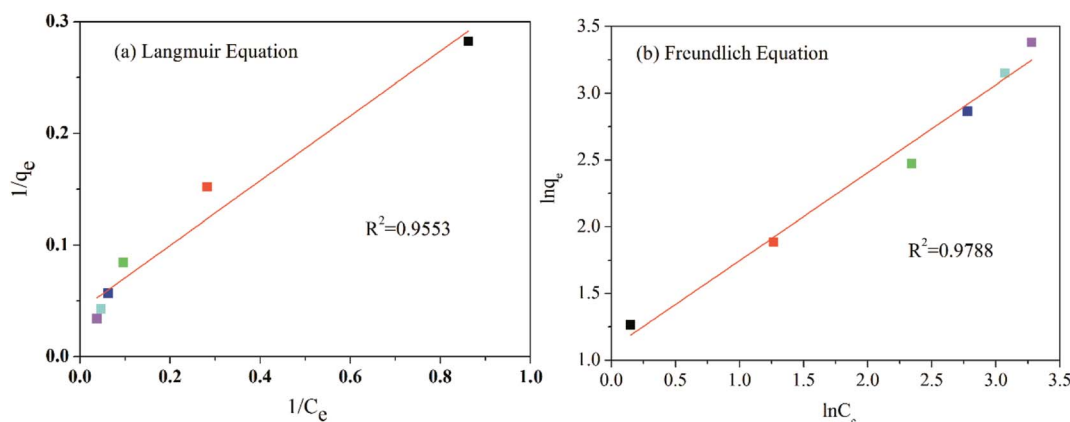 (a) Langmuir Equation
0.3
0.2
0.1
0.0
1/qe
R²=0.9553
0.0 0.2 0.4 0.6 0.8 1.0
1/Ce
(b) Freundlich Equation
3.5
3.0
2.5
2.0
1.5
1.0
lnqe
R²=0.9788
0.0 0.5 1.0 1.5 2.0 2.5 3.0 3.5